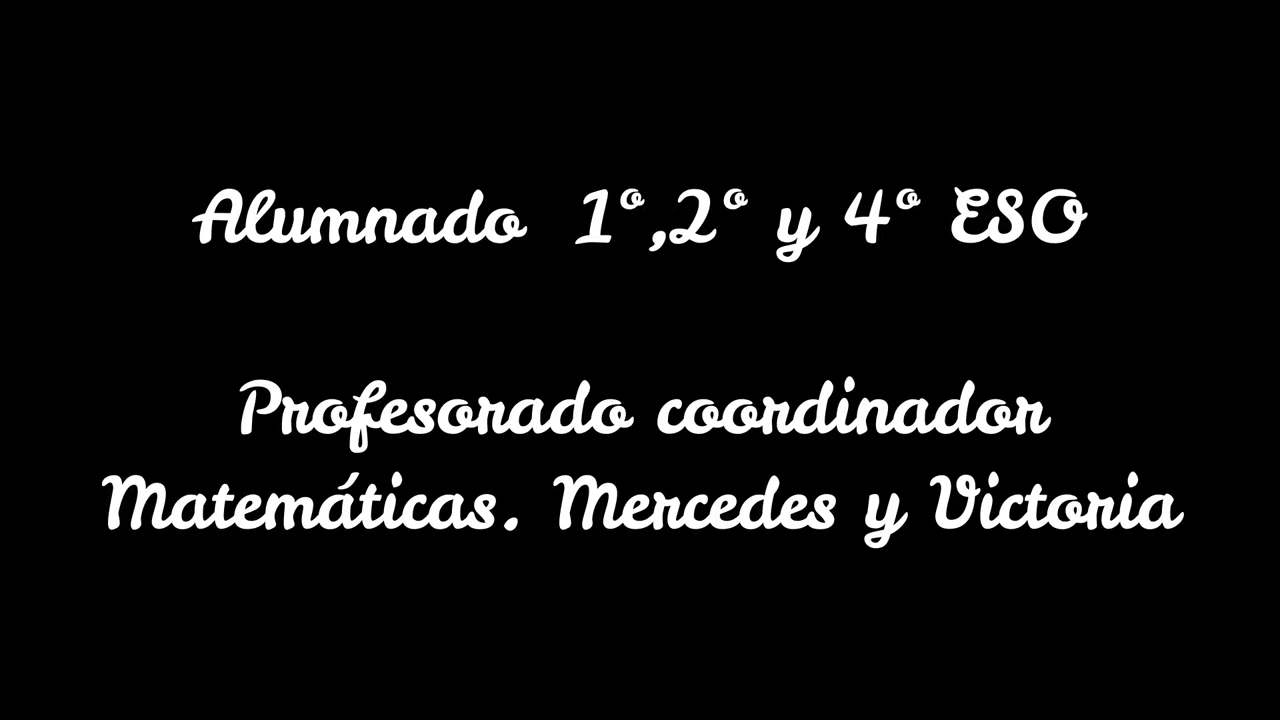 Alumnado 1º,2º y 4º ESO
Profesorado coordinador
Matemáticas. Mercedes y Victoria